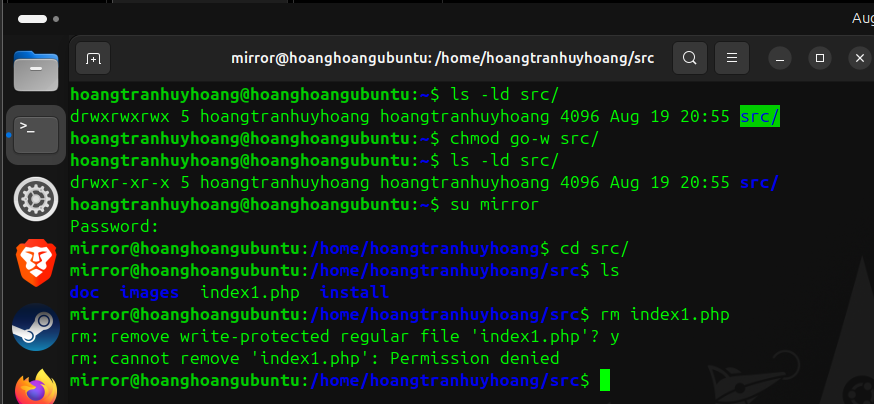 Aug
mirror@hoanghoangubuntu: /home/hoangtranhuyhoang/src
hoangtranhuyhoang@hoanghoangubuntu:~$ ls -ld src/
drwxrwxrwx 5 hoangtranhuyhoang hoangtranhuyhoang 4096 Aug 19 20:55 src/
hoangtranhuyhoang@hoanghoangubuntu:~$ chmod go-w src/
hoangtranhuyhoang@hoanghoangubuntu:~$ ls -ld src/
drwxr-xr-x 5 hoangtranhuyhoang hoangtranhuyhoang 4096 Aug 19 20:55 src/
hoangtranhuyhoang@hoanghoangubuntu:~$ su mirror
Password:
mirror@hoanghoangubuntu:/home/hoangtranhuyhoang$ cd src/
mirror@hoanghoangubuntu:/home/hoangtranhuyhoang/src$ ls
doc  images  index1.php  install
mirror@hoanghoangubuntu:/home/hoangtranhuyhoang/src$ rm index1.php
rm: remove write-protected regular file 'index1.php'? y
rm: cannot remove 'index1.php': Permission denied
mirror@hoanghoangubuntu:/home/hoangtranhuyhoang/src$